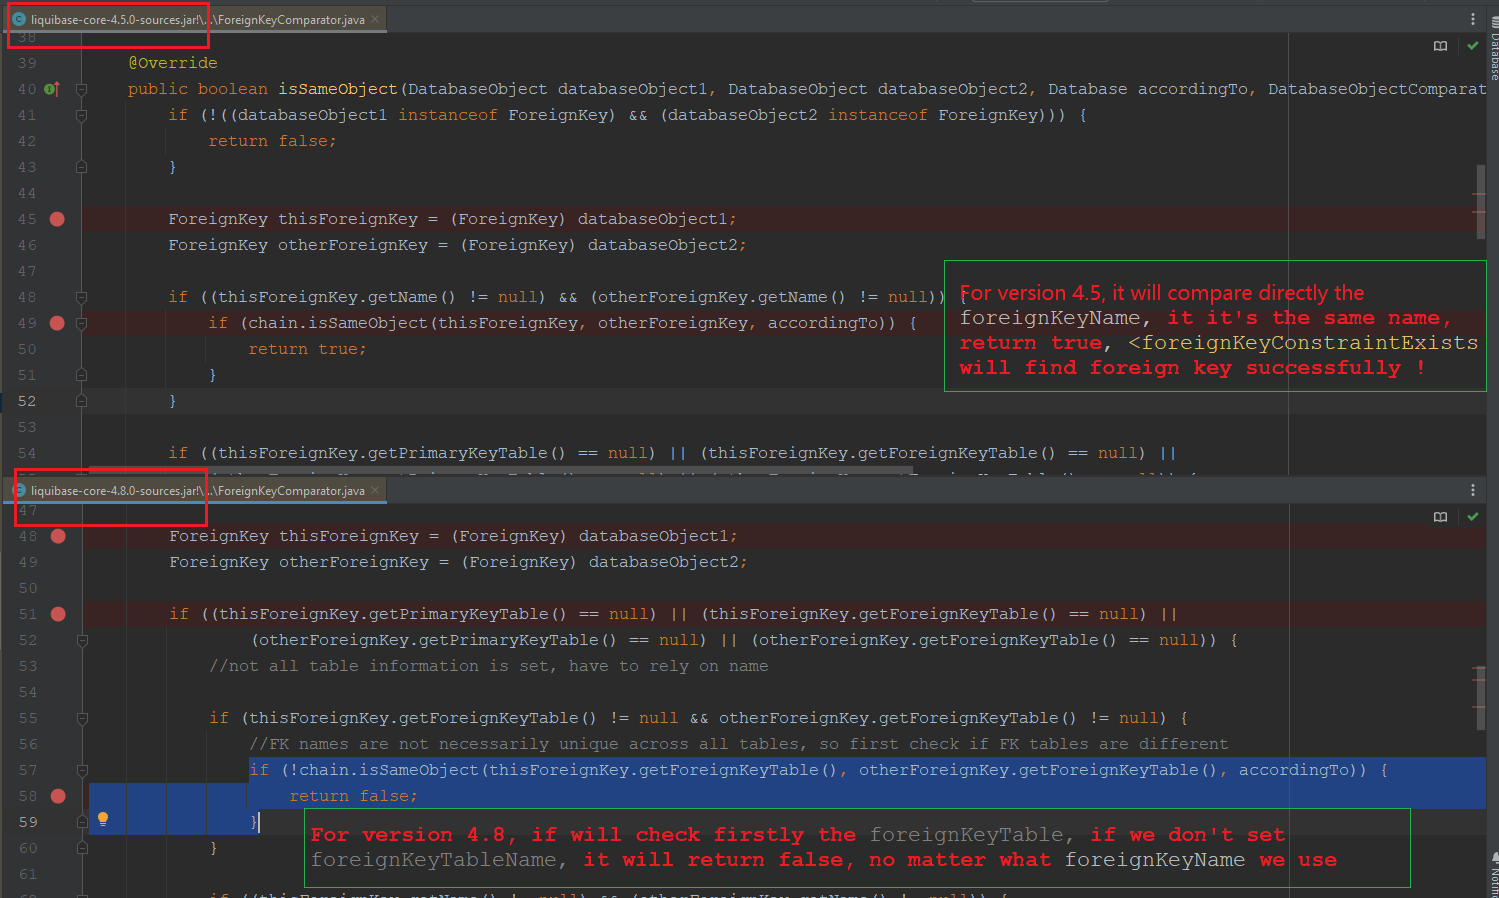 liquibase-core-4.5.0-sources.jar!\...\ForeignKeyComparator.java
Database
38
39 @Override
40 public boolean isSameObject(DatabaseObject databaseObject1, DatabaseObject databaseObject2, Database accordingTo, DatabaseObjectComparat
41 if (!((databaseObject1 instanceof ForeignKey) && (databaseObject2 instanceof ForeignKey))) {
42 return false;
43 }
44
45 ForeignKey thisForeignKey = (ForeignKey) databaseObject1;
46 ForeignKey otherForeignKey = (ForeignKey) databaseObject2;
47
48 if ((thisForeignKey.getName() != null) && (otherForeignKey.getName() != null)) {
49 if (chain.isSameObject(thisForeignKey, otherForeignKey, accordingTo)) {
50 return true;
51 }
52 }
53
54 if ((thisForeignKey.getPrimaryKeyTable() == null) || (thisForeignKey.getForeignKeyTable() == null) ||
For version 4.5, it will compare directly the
foreignKeyName, it it's the same name,
return true, <foreignKeyConstraintExists
will find foreign key successfully !
liquibase-core-4.8.0-sources.jar!\...\ForeignKeyComparator.java
47
48 ForeignKey thisForeignKey = (ForeignKey) databaseObject1;
49 ForeignKey otherForeignKey = (ForeignKey) databaseObject2;
50
51 if ((thisForeignKey.getPrimaryKeyTable() == null) || (thisForeignKey.getForeignKeyTable() == null) ||
52 (otherForeignKey.getPrimaryKeyTable() == null) || (otherForeignKey.getForeignKeyTable() == null)) {
53 //not all table information is set, have to rely on name
54
55 if (thisForeignKey.getForeignKeyTable() != null && otherForeignKey.getForeignKeyTable() != null) {
56 //FK names are not necessarily unique across all tables, so first check if FK tables are different
57 if (!chain.isSameObject(thisForeignKey.getForeignKeyTable(), otherForeignKey.getForeignKeyTable(), accordingTo)) {
58 return false;
59 }
60 }
61
For version 4.8, if will check firstly the foreignKeyTable, if we don't set
foreignKeyTableName, it will return false, no matter what foreignKeyName we use
if ((thisForeignKey.getName() != null) && (otherForeignKey.getName() != null)) {